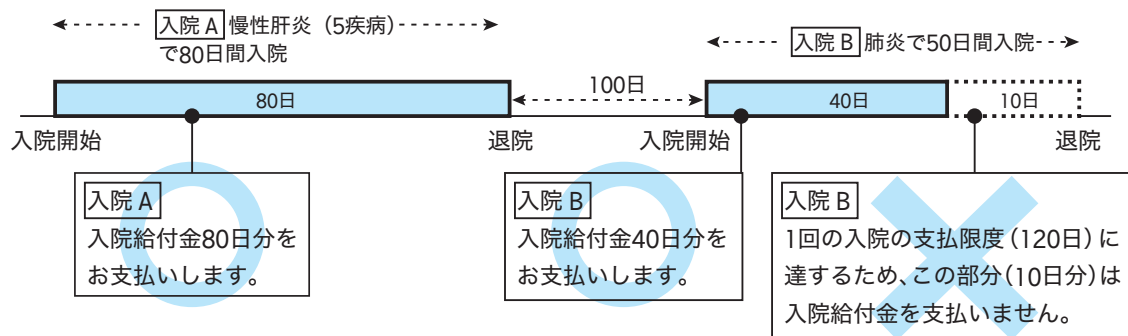 入院 A 慢性肝炎（5疾病）
で80日間入院
入院 B 肺炎で50日間入院
80日
100日
40日
10日
入院開始
退院
入院開始
退院
入院 A
入院給付金80日分を
お支払いします。
入院 B
入院給付金40日分を
お支払いします。
入院 B
1回の入院の支払限度（120日）に
達するため、この部分（10日分）は
入院給付金を支払いません。